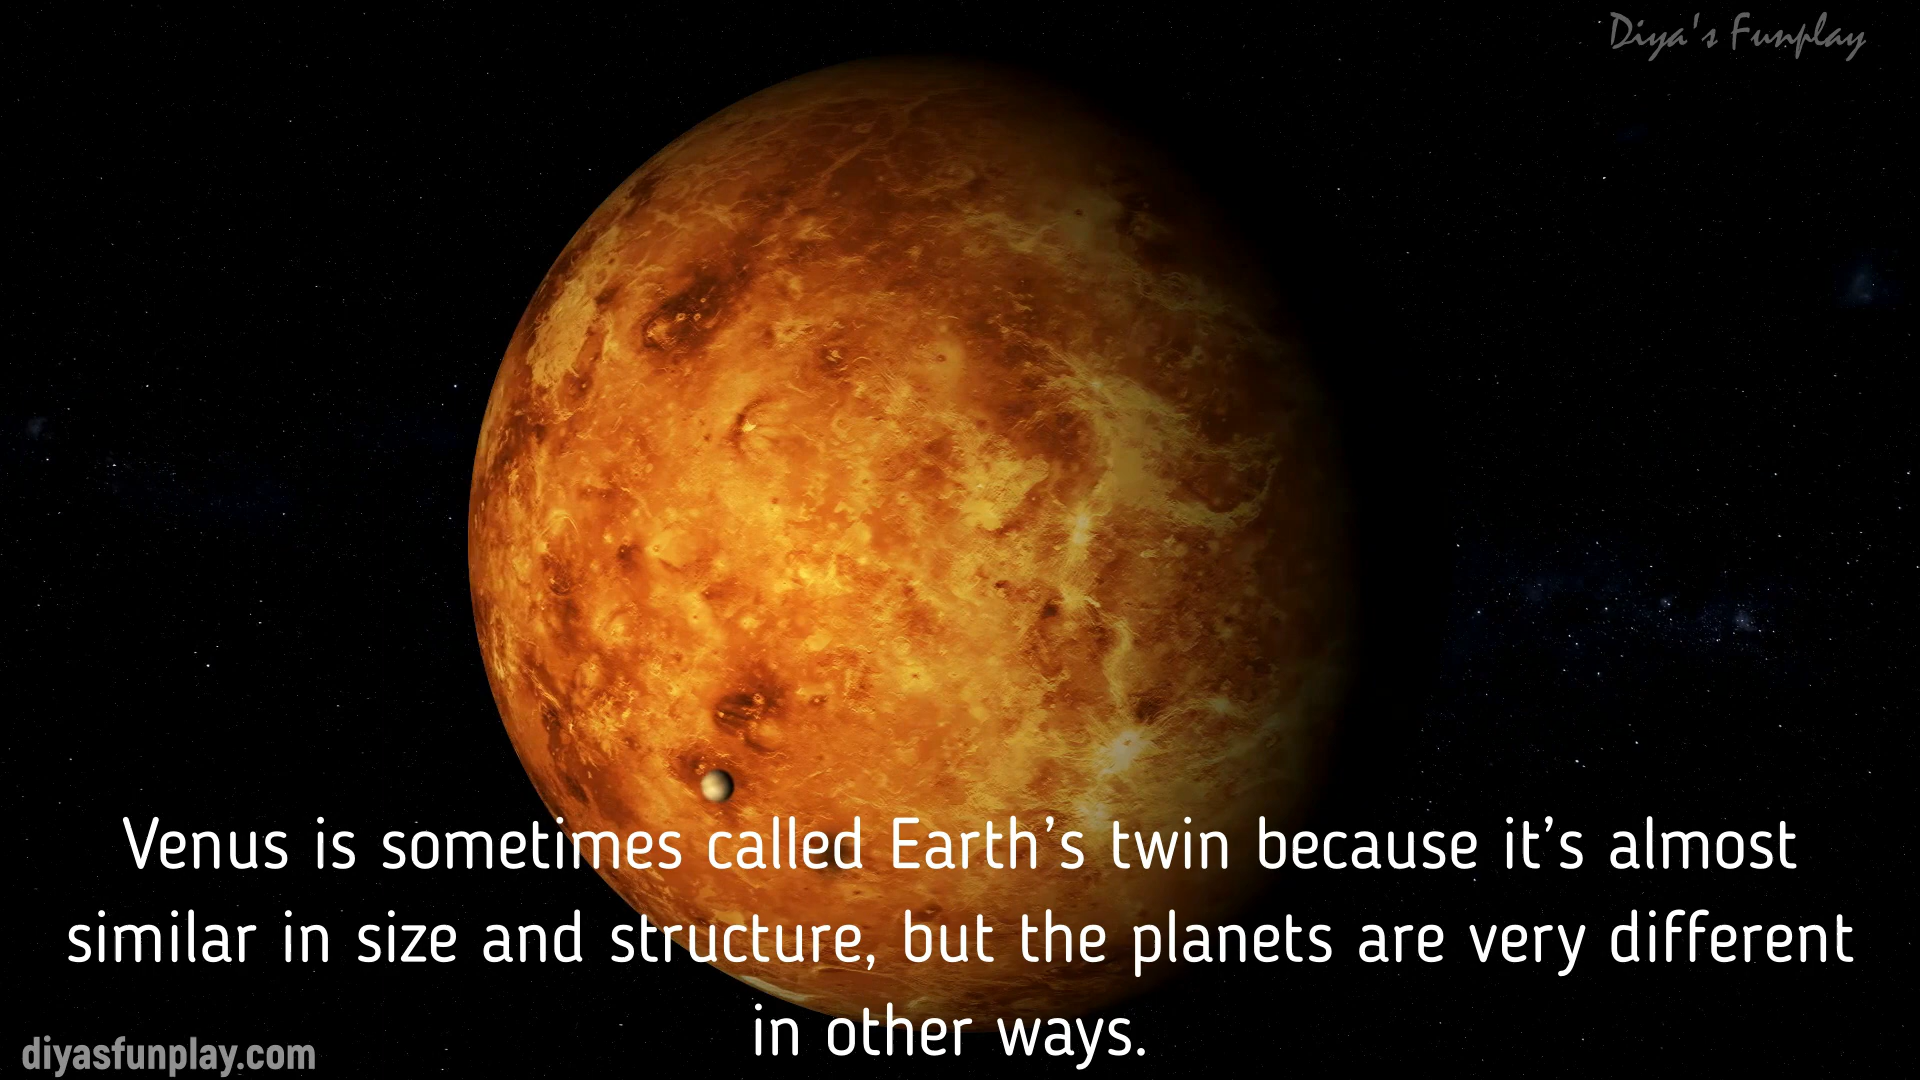 Diya's Funplay
Venus is sometimes called Earth’s twin because it’s almost
similar in size and structure, but the planets are very different
in other ways.
diyasfunplay.com